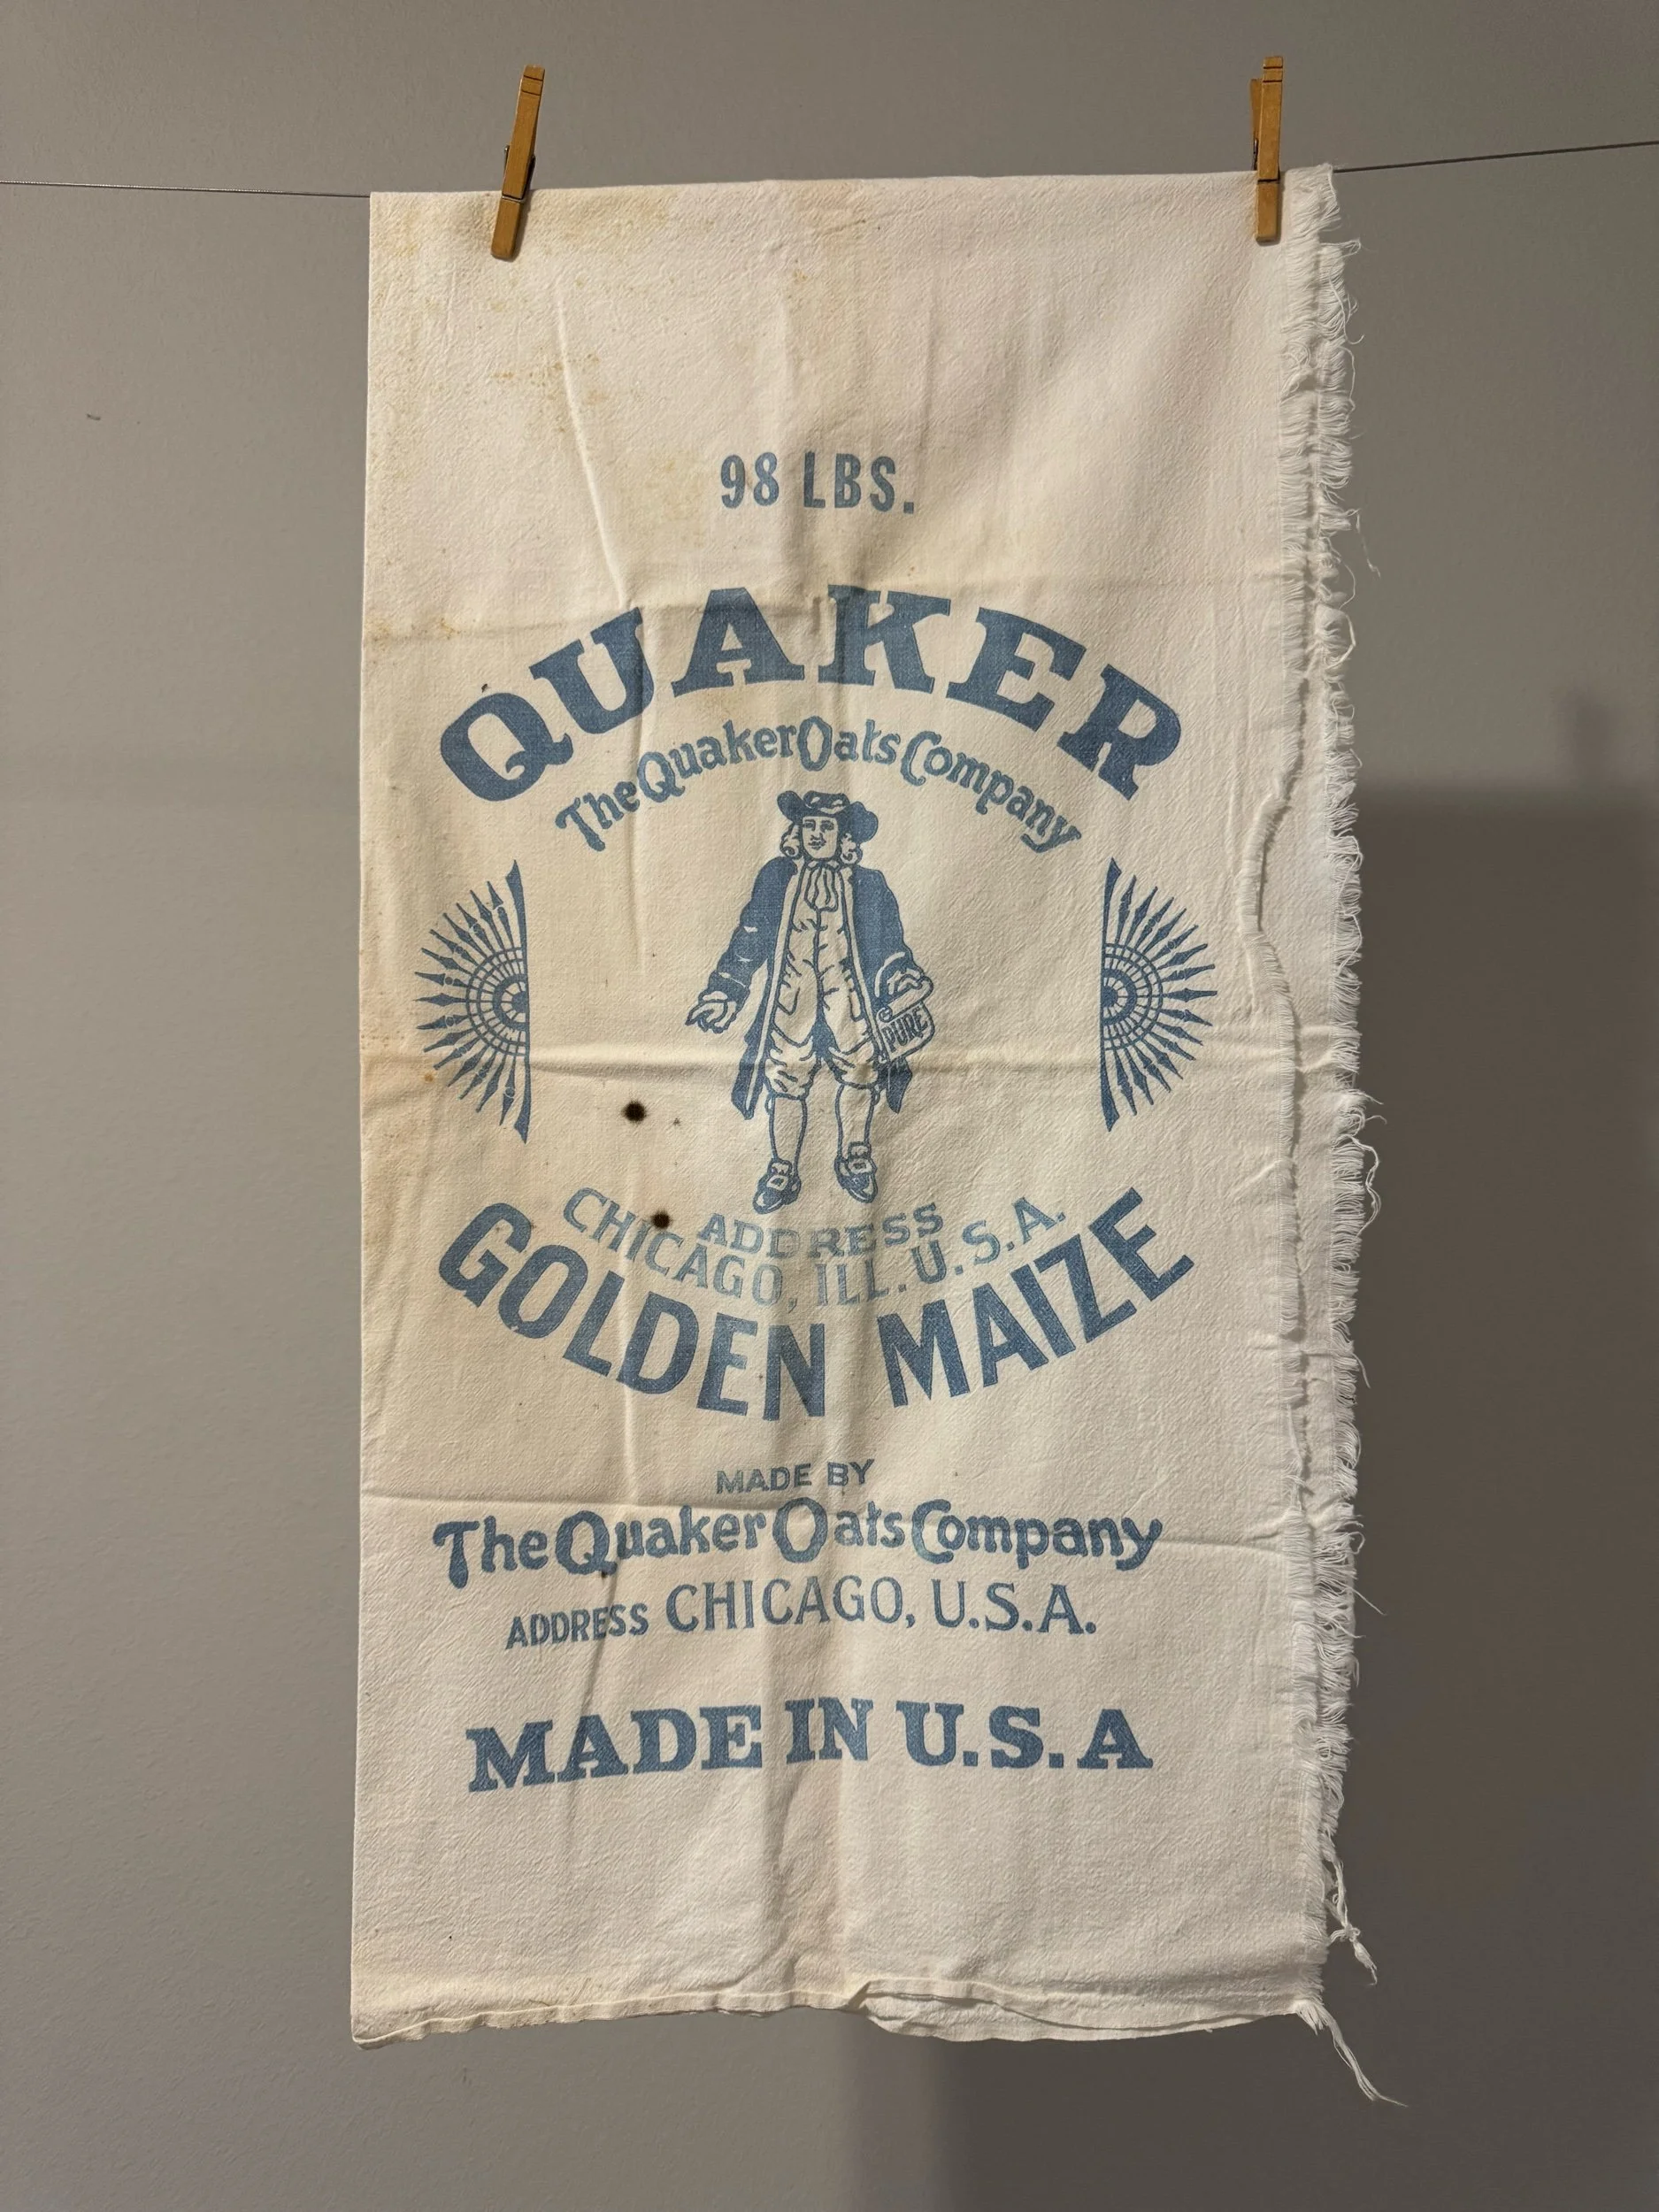 98 LBS.
QUAKER
The Quaker Oats Company
PURE
ADDRESS
CHICAGO, ILL. U.S.A.
GOLDEN MAIZE
MADE BY
The Quaker Oats Company
ADDRESS CHICAGO, U.S.A.
MADE IN U.S.A